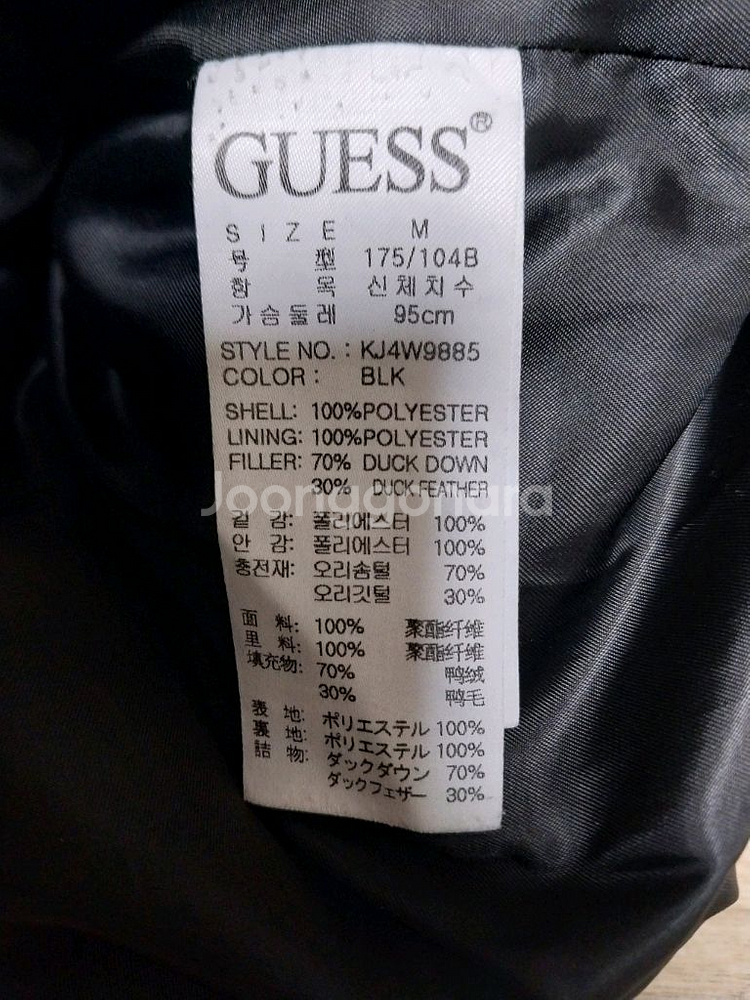 GUESS®
SIZE M
号 型 175/104B
항 목 신체치수
가슴둘레 95cm
STYLE NO. : KJ4W9885
COLOR : BLK
SHELL: 100%POLYESTER
LINING: 100%POLYESTER
FILLER: 70% DUCK DOWN
30% DUCK FEATHER
Joonggonara
겉 감: 폴리에스터 100%
안 감: 폴리에스터 100%
충전재: 오리솜털 70%
오리깃털 30%
面 料: 100% 聚酯纤维
里 料: 100% 聚酯纤维
填充物: 70% 鸭绒
30% 鸭毛
表 地: ポリエステル 100%
裏 地: ポリエステル 100%
詰 物: ダックダウン 70%
ダックフェザー 30%